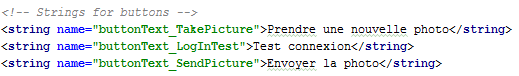 <!-- Strings for buttons -->
<string name="buttonText_TakePicture">Prendre une nouvelle photo</string>
<string name="buttonText_LogInTest">Test connexion</string>
<string name="buttonText_SendPicture">Envoyer la photo</string>